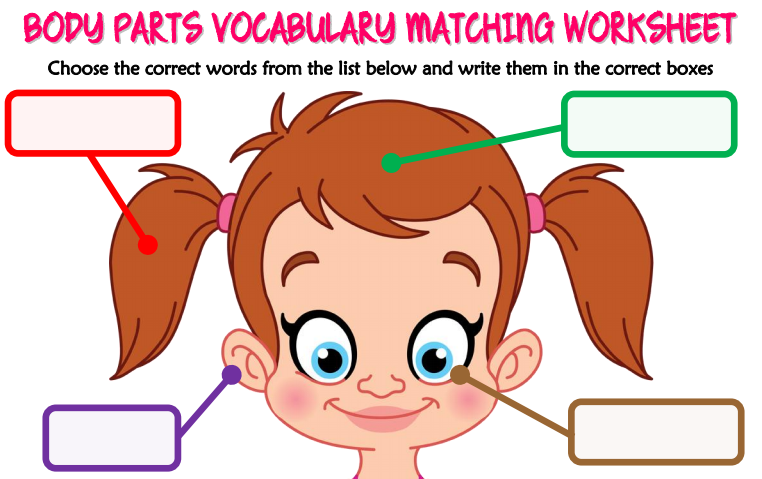 BODY PARTS VOCABULARY MATCHING WORKSHEET
Choose the correct words from the list below and write them in the correct boxes